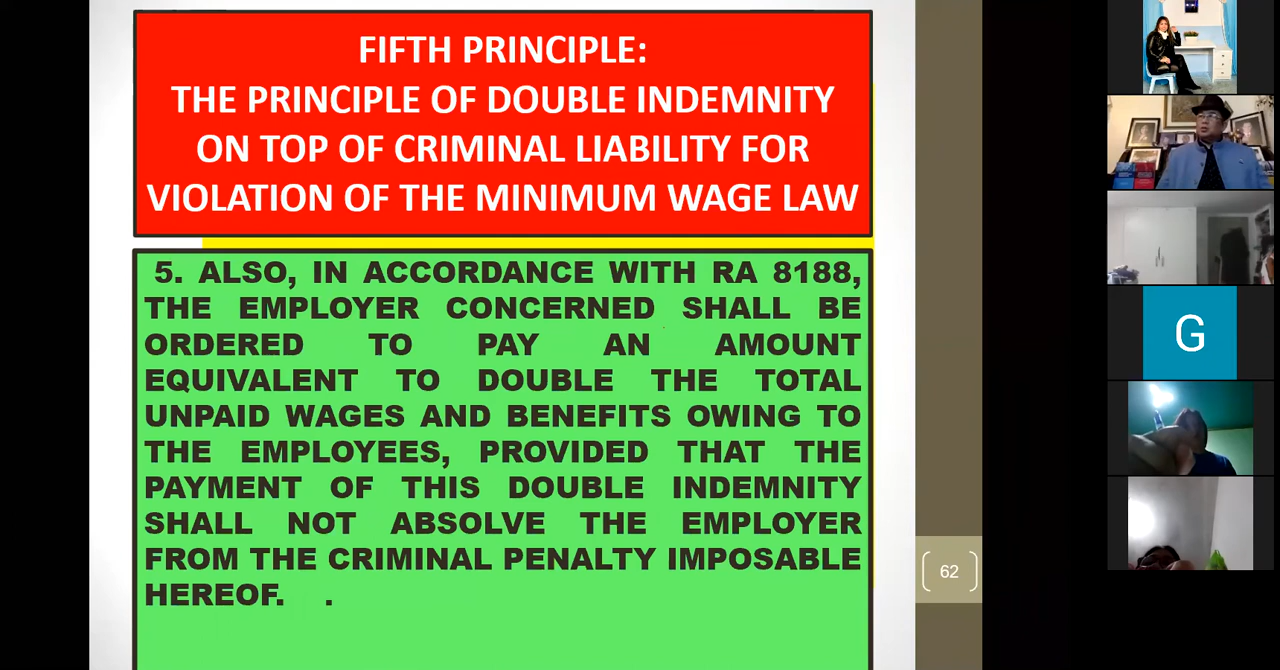 FIFTH PRINCIPLE:
THE PRINCIPLE OF DOUBLE INDEMNITY
ON TOP OF CRIMINAL LIABILITY FOR
VIOLATION OF THE MINIMUM WAGE LAW
5. ALSO, IN ACCORDANCE WITH RA 8188,
THE EMPLOYER CONCERNED SHALL BE
ORDERED TO PAY AN AMOUNT
EQUIVALENT TO DOUBLE THE TOTAL
UNPAID WAGES AND BENEFITS OWING TO
THE EMPLOYEES, PROVIDED THAT THE
PAYMENT OF THIS DOUBLE INDEMNITY
SHALL NOT ABSOLVE THE EMPLOYER
FROM THE CRIMINAL PENALTY IMPOSABLE
HEREOF. .
62
G